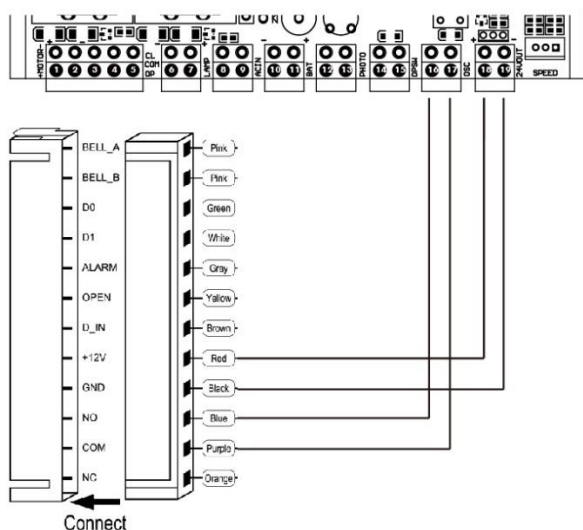 +MOTOR-
CL
COM
OP
+ -
LAMP
ACIN
- +
BAT
PHOTO
OPSW
OSC
+ -
24VOUT
SPEED
1 2 3 4 5 6 7 8 9 10 11 12 13 14 15 16 17 18 19
BELL_A Pink
BELL_B Pink
D0 Green
D1 White
ALARM Gray
OPEN Yellow
D_IN Brown
+12V Red
GND Black
NO Blue
COM Purple
NC Orange
Connect